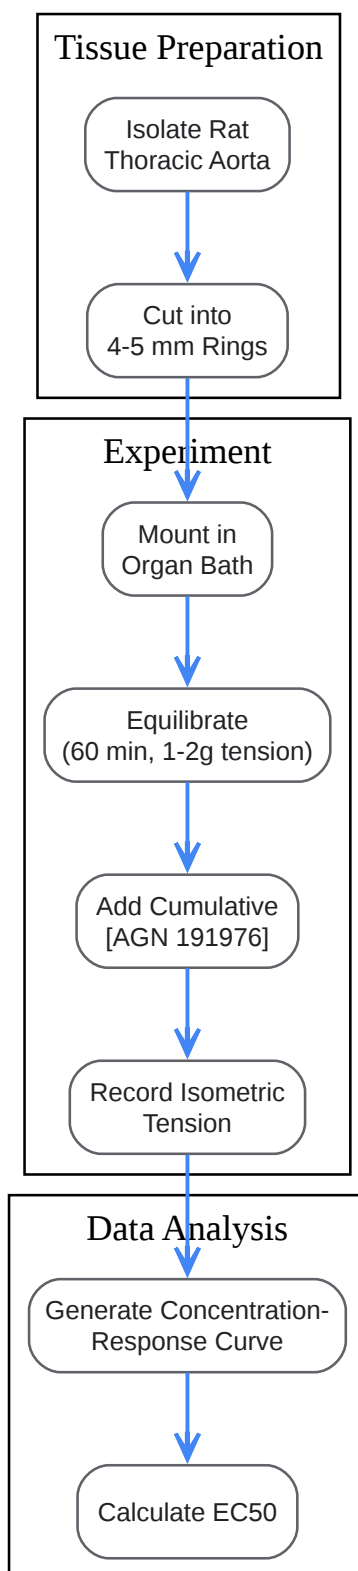 Tissue Preparation
Isolate Rat
Thoracic Aorta
Cut into
4-5 mm Rings
Experiment
Mount in
Organ Bath
Equilibrate
(60 min, 1-2g tension)
Add Cumulative
[AGN 191976]
Record Isometric
Tension
Data Analysis
Generate Concentration-
Response Curve
Calculate EC50